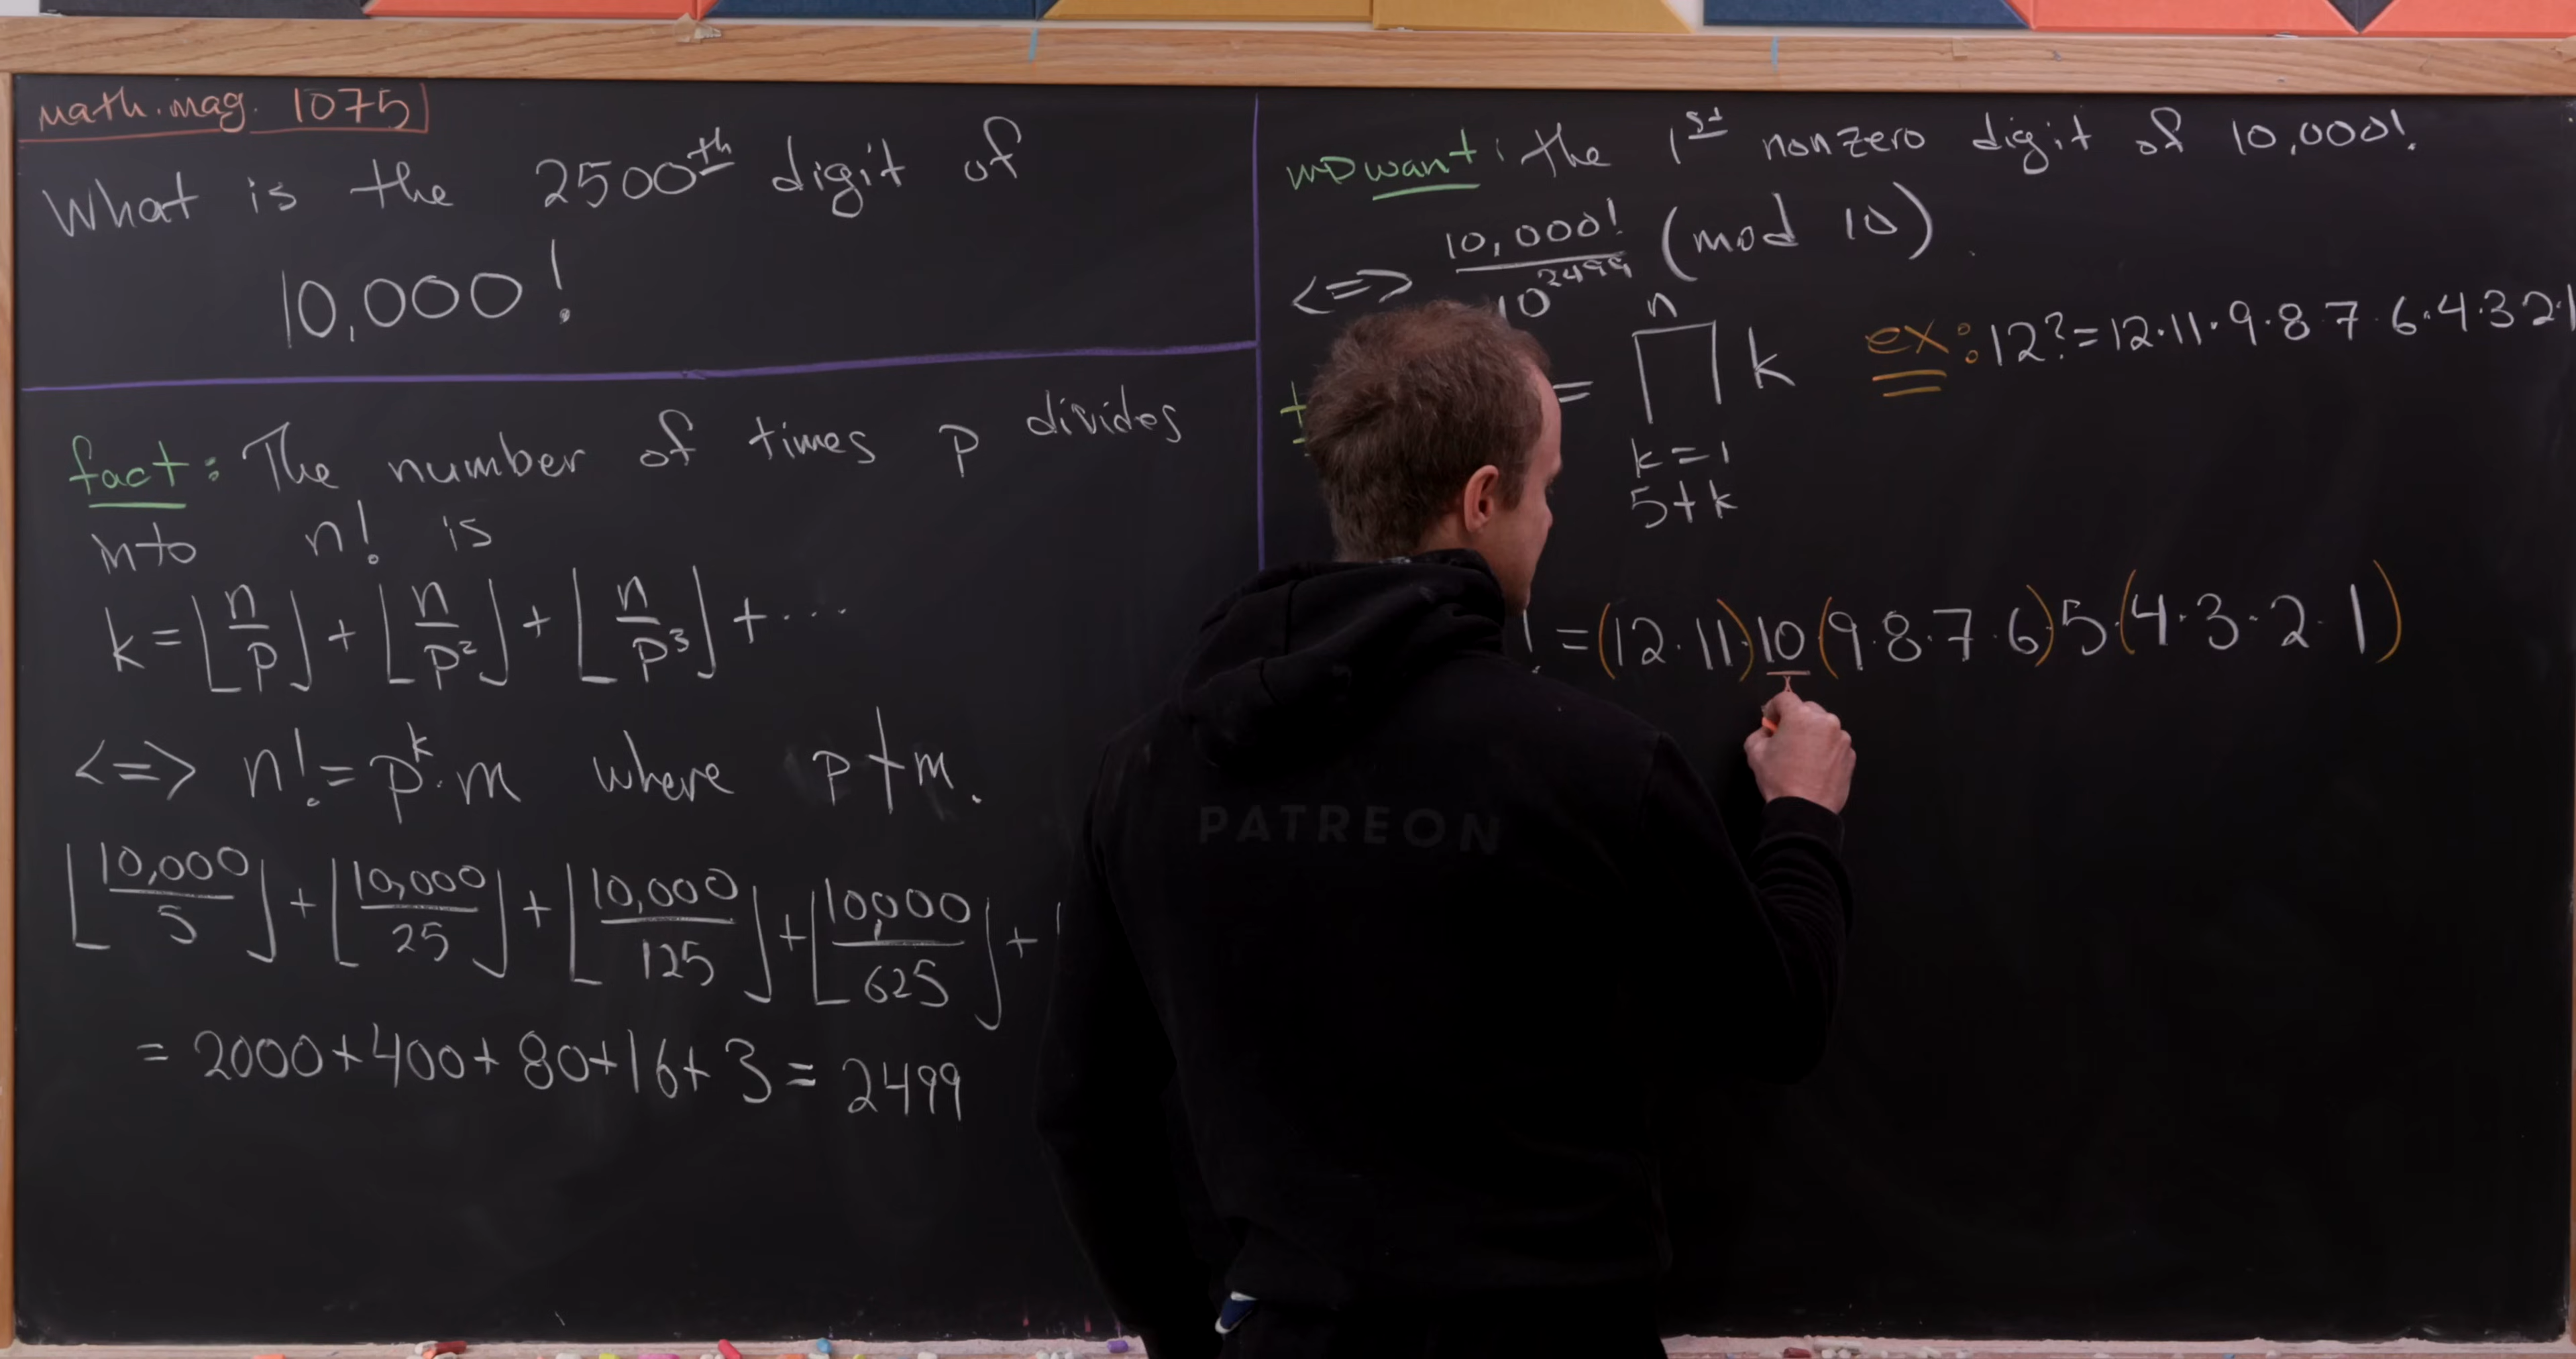 math.mag. 1075
What is the 2500th digit of
10,000!
fact: The number of times p divides
into n! is
k = ⌊n/p⌋ + ⌊n/p²⌋ + ⌊n/p³⌋ + ...
<=> n! = p^k · m where p ∤ m.
⌊10,000/5⌋ + ⌊10,000/25⌋ + ⌊10,000/125⌋ + ⌊10,000/625⌋ +
= 2000 + 400 + 80 + 16 + 3 = 2499
want: the 1st nonzero digit of 10,000!
<=> 10,000!/10^2499 (mod 10)
= ∏ k
n
k=1
5∤k
ex: 12? = 12·11·9·8·7·6·4·3·2·1
! = (12·11)·10·(9·8·7·6)5·(4·3·2·1)
PATREON